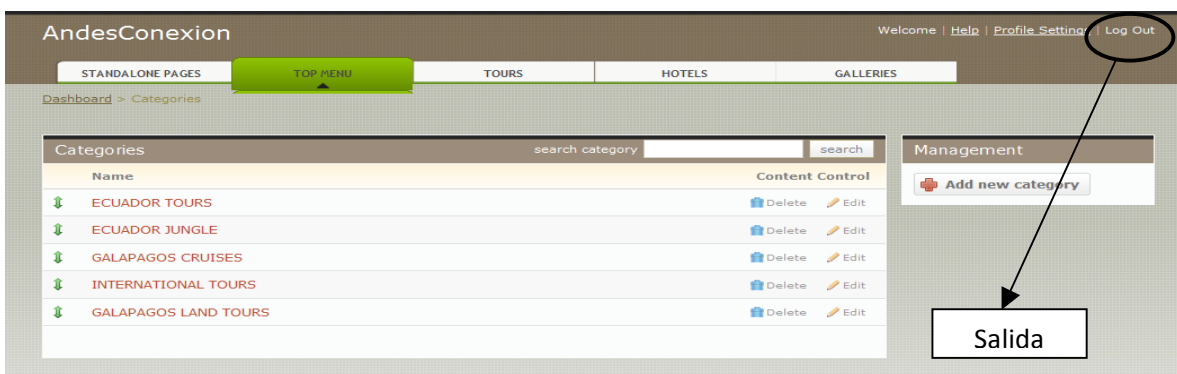 AndesConexion
Welcome | Help | Profile Settings | Log Out
STANDALONE PAGES TOP MENU TOURS HOTELS GALLERIES
Dashboard > Categories
Categories search category search
Management
Name Content Control
Add new category
ECUADOR TOURS Delete Edit
ECUADOR JUNGLE Delete Edit
GALAPAGOS CRUISES Delete Edit
INTERNATIONAL TOURS Delete Edit
GALAPAGOS LAND TOURS Delete Edit
Salida